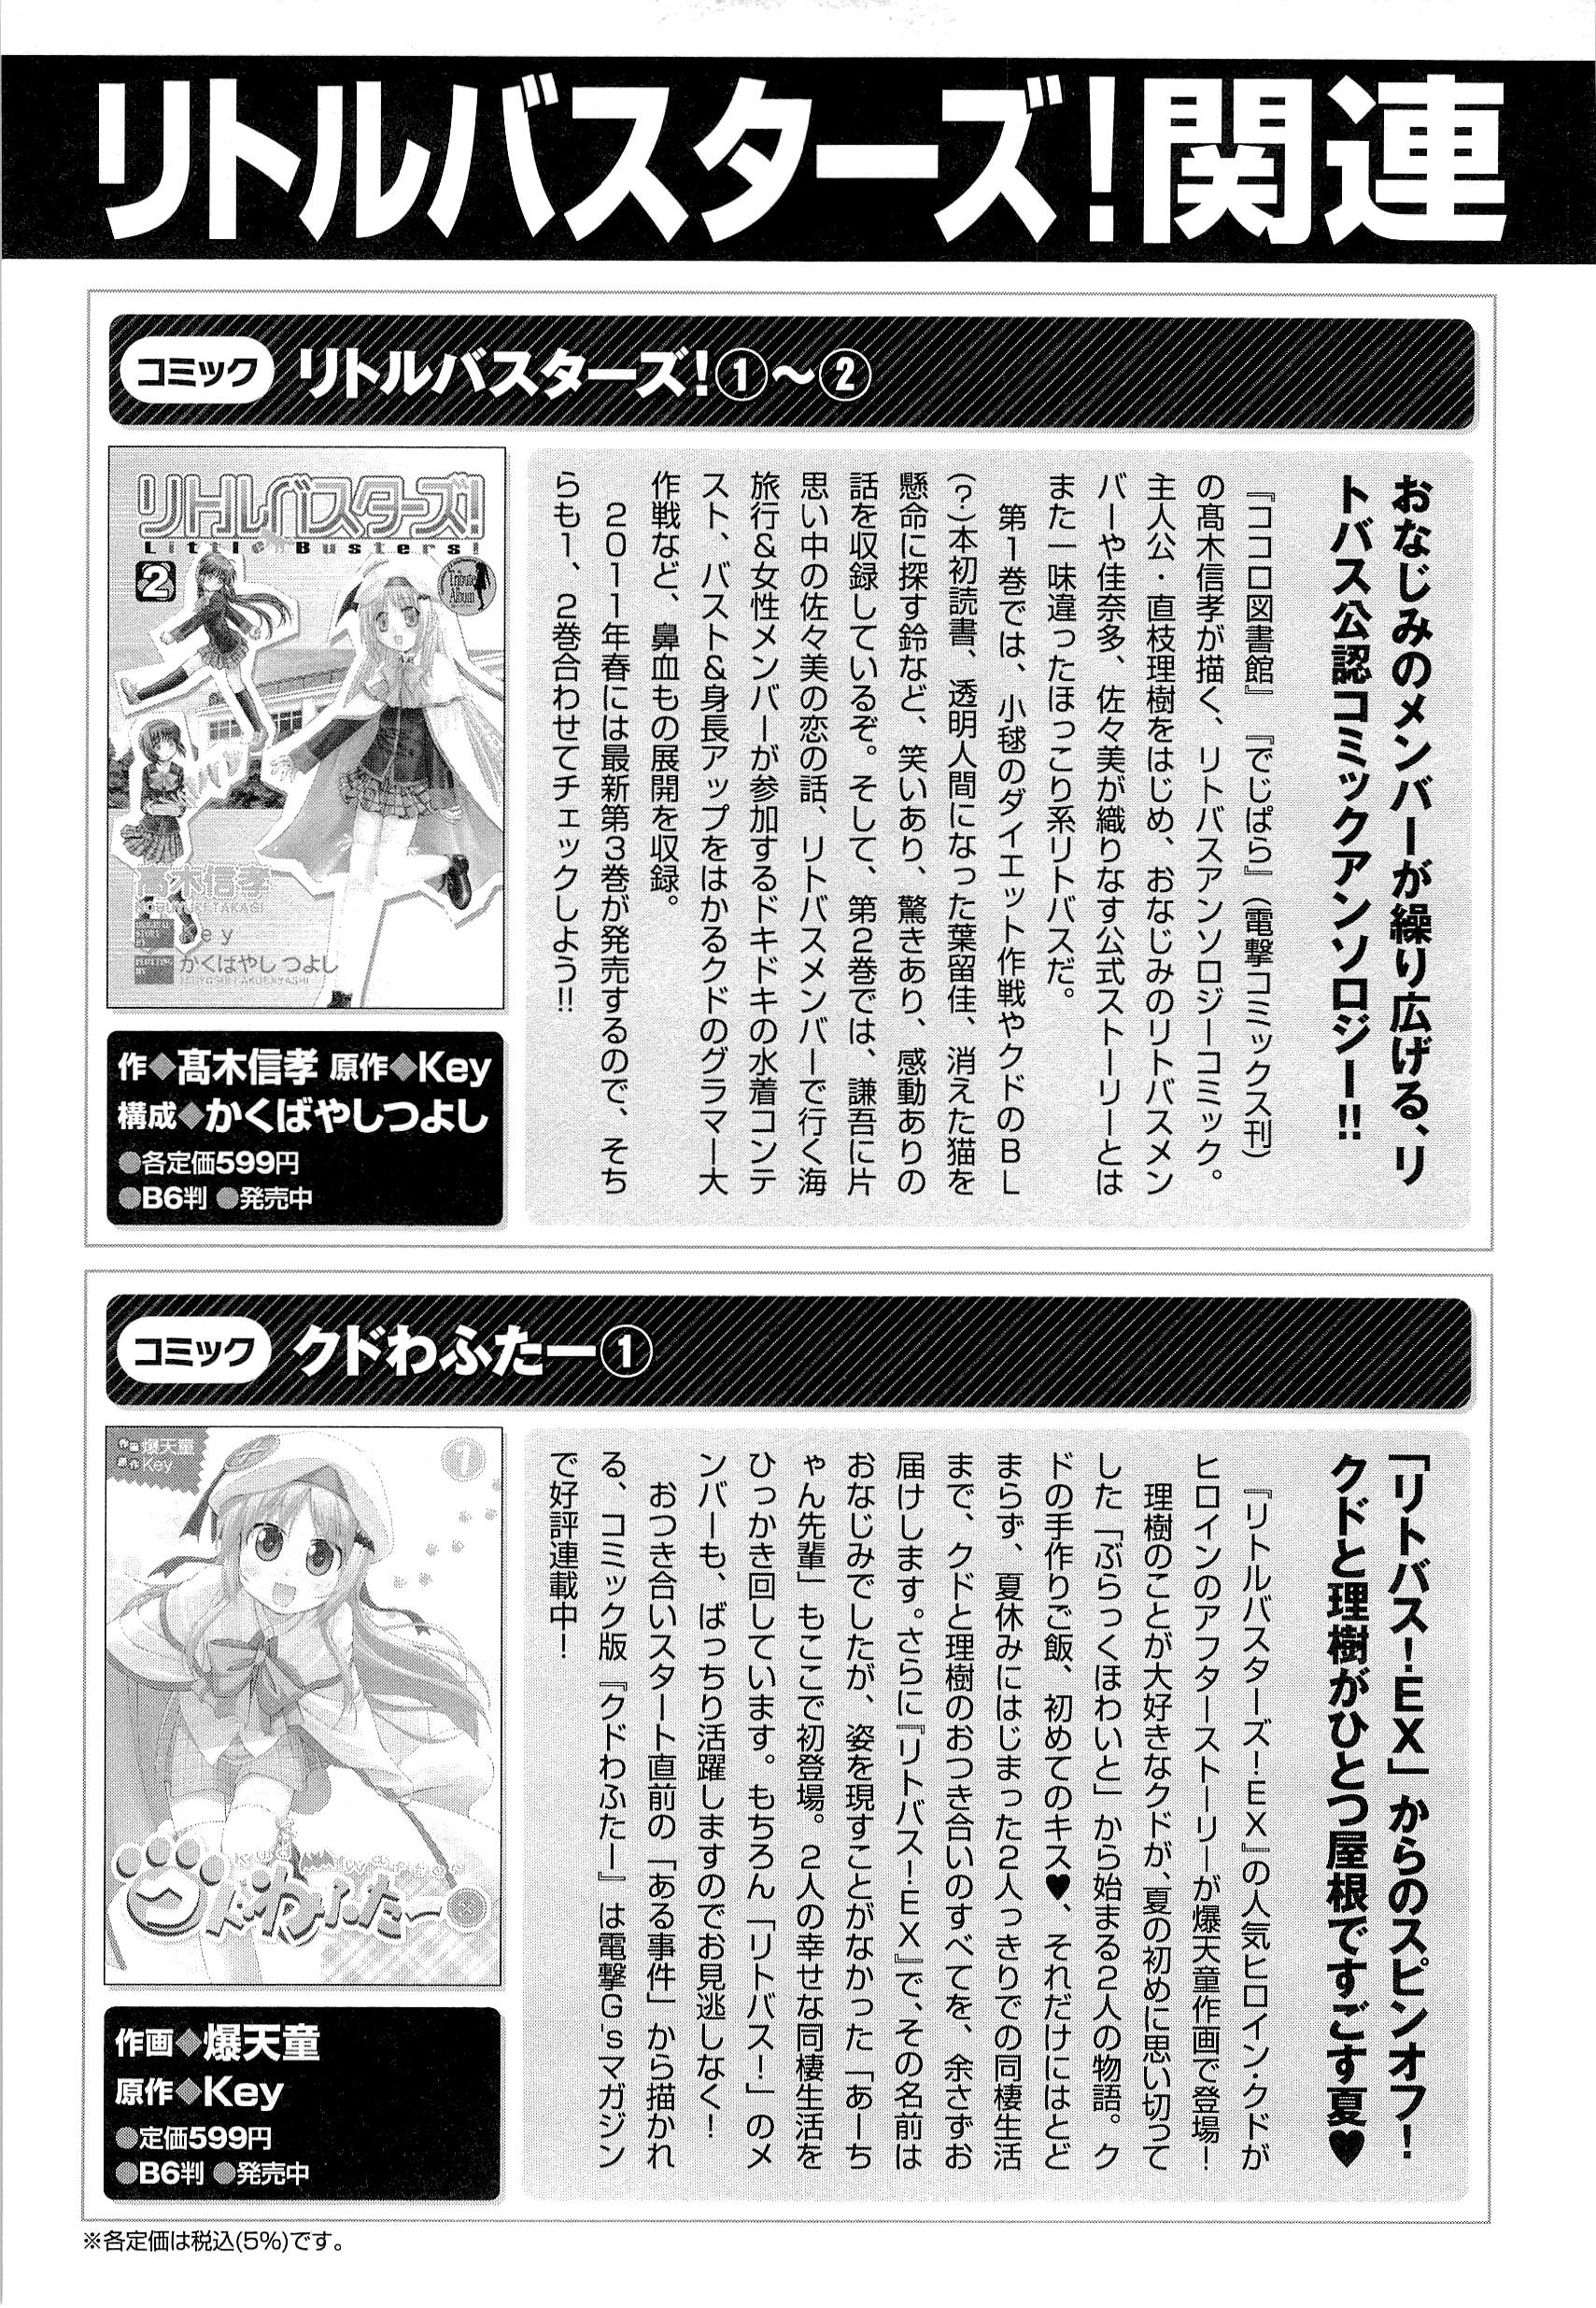 リトルバスターズ!関連
コミック リトルバスターズ!①〜②
おなじみのメンバーが繰り広げる、リ
トバス公認コミックアンソロジー!!
『ココロ図書館』『でじぱら』(電撃コミックス刊)
の髙木信孝が描く、リトバスアンソロジーコミック。
主人公・直枝理樹をはじめ、おなじみのリトバスメン
バーや佳奈多、佐々美が織りなす公式ストーリーとは
また一味違ったほっこり系リトバスだ。
第1巻では、小毬のダイエット作戦やクドのBL
(?)本初読書、透明人間になった葉留佳、消えた猫を
懸命に探す鈴など、笑いあり、驚きあり、感動ありの
話を収録しているぞ。そして、第2巻では、謙吾に片
思い中の佐々美の恋の話、リトバスメンバーで行く海
旅行&女性メンバーが参加するドキドキの水着コンテ
スト、バスト&身長アップをはかるクドのグラマー大
作戦など、鼻血もの展開を収録。
2011年春には最新第3巻が発売するので、そち
らも1、2巻合わせてチェックしよう!!
リトルバスターズ!
Little Busters!
2
Tribute Album
髙木信孝
NOBUYUKI TAKAGI
Key
かくばやしつよし
作◆髙木信孝 原作◆Key
構成◆かくばやしつよし
●各定価599円
●B6判 ●発売中
コミック クドわふたー①
「リトバス!EX」からのスピンオフ!
クドと理樹がひとつ屋根ですごす夏♥
『リトルバスターズ!EX』の人気ヒロイン・クドが
ヒロインのアフターストーリーが爆天童作画で登場!
理樹のことが大好きなクドが、夏の初めに思い切って
した「ぶらっくほわいと」から始まる2人の物語。ク
ドの手作りご飯、初めてのキス♥、それだけにはとど
まらず、夏休みにはじまった2人っきりでの同棲生活
まで、クドと理樹のおつき合いのすべてを、余さずお
届けします。さらに『リトバス!EX』で、その名前は
おなじみでしたが、姿を現すことがなかった「あーち
ゃん先輩」もここで初登場。2人の幸せな同棲生活を
ひっかき回しています。もちろん「リトバス!」のメ
ンバーも、ばっちり活躍しますのでお見逃しなく!
おつき合いスタート直前の「ある事件」から描かれ
る、コミック版『クドわふたー』は電撃G'sマガジン
で好評連載中!
作画 爆天童
原作 Key
1
クドわふたー
作画◆爆天童
原作◆Key
●定価599円
●B6判 ●発売中
※各定価は税込(5%)です。